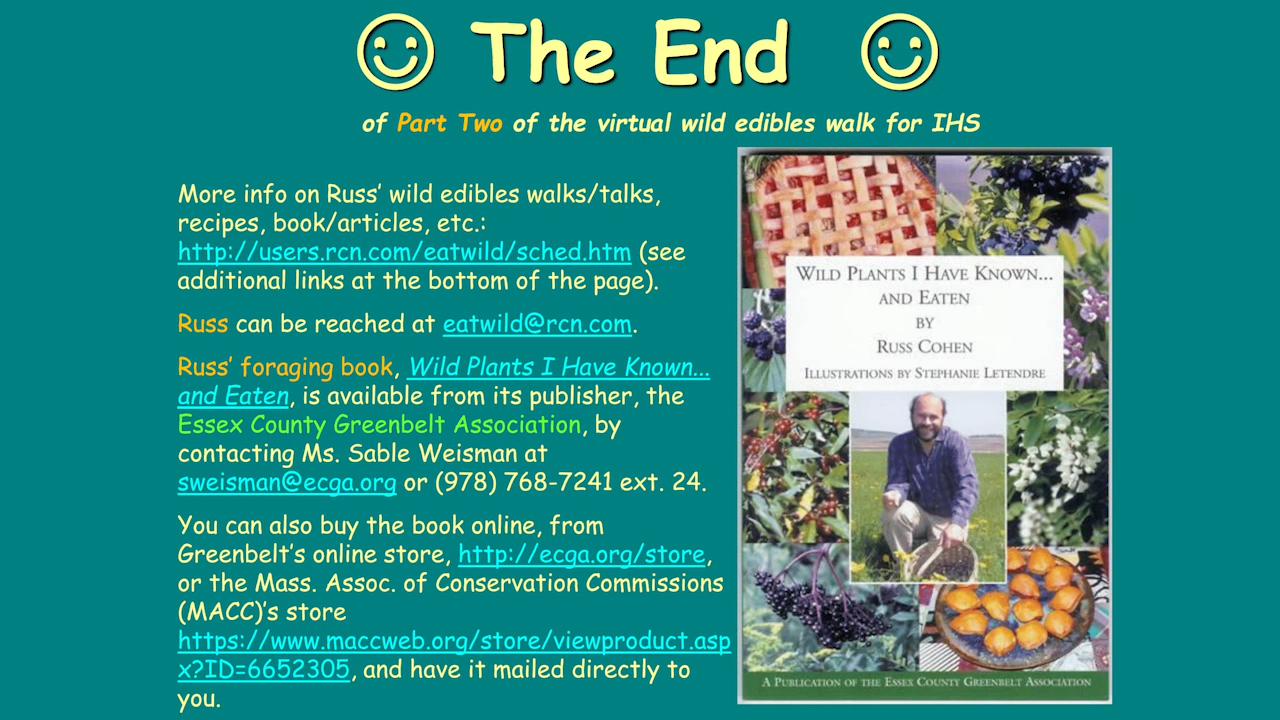 ☺ The End ☺
of Part Two of the virtual wild edibles walk for IHS
More info on Russ’ wild edibles walks/talks,
recipes, book/articles, etc.:
http://users.rcn.com/eatwild/sched.htm (see
additional links at the bottom of the page).
Russ can be reached at eatwild@rcn.com.
Russ’ foraging book, Wild Plants I Have Known...
and Eaten, is available from its publisher, the
Essex County Greenbelt Association, by
contacting Ms. Sable Weisman at
sweisman@ecga.org or (978) 768-7241 ext. 24.
You can also buy the book online, from
Greenbelt’s online store, http://ecga.org/store,
or the Mass. Assoc. of Conservation Commissions
(MACC)’s store
https://www.maccweb.org/store/viewproduct.asp
x?ID=6652305, and have it mailed directly to
you.
WILD PLANTS I HAVE KNOWN...
AND EATEN
BY
RUSS COHEN
ILLUSTRATIONS BY STEPHANIE LETENDRE
A PUBLICATION OF THE ESSEX COUNTY GREENBELT ASSOCIATION